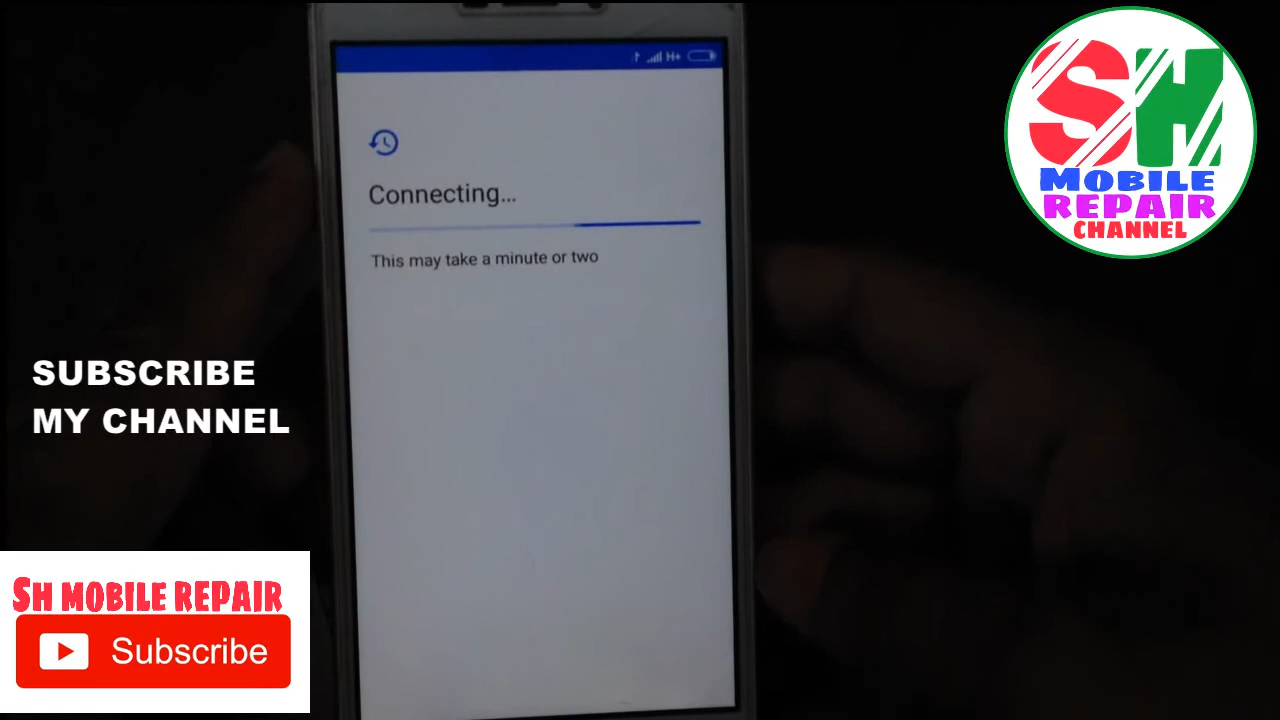 H+
Connecting...
This may take a minute or two
SH
MOBILE
REPAIR
CHANNEL
SUBSCRIBE
MY CHANNEL
SH MOBILE REPAIR
Subscribe